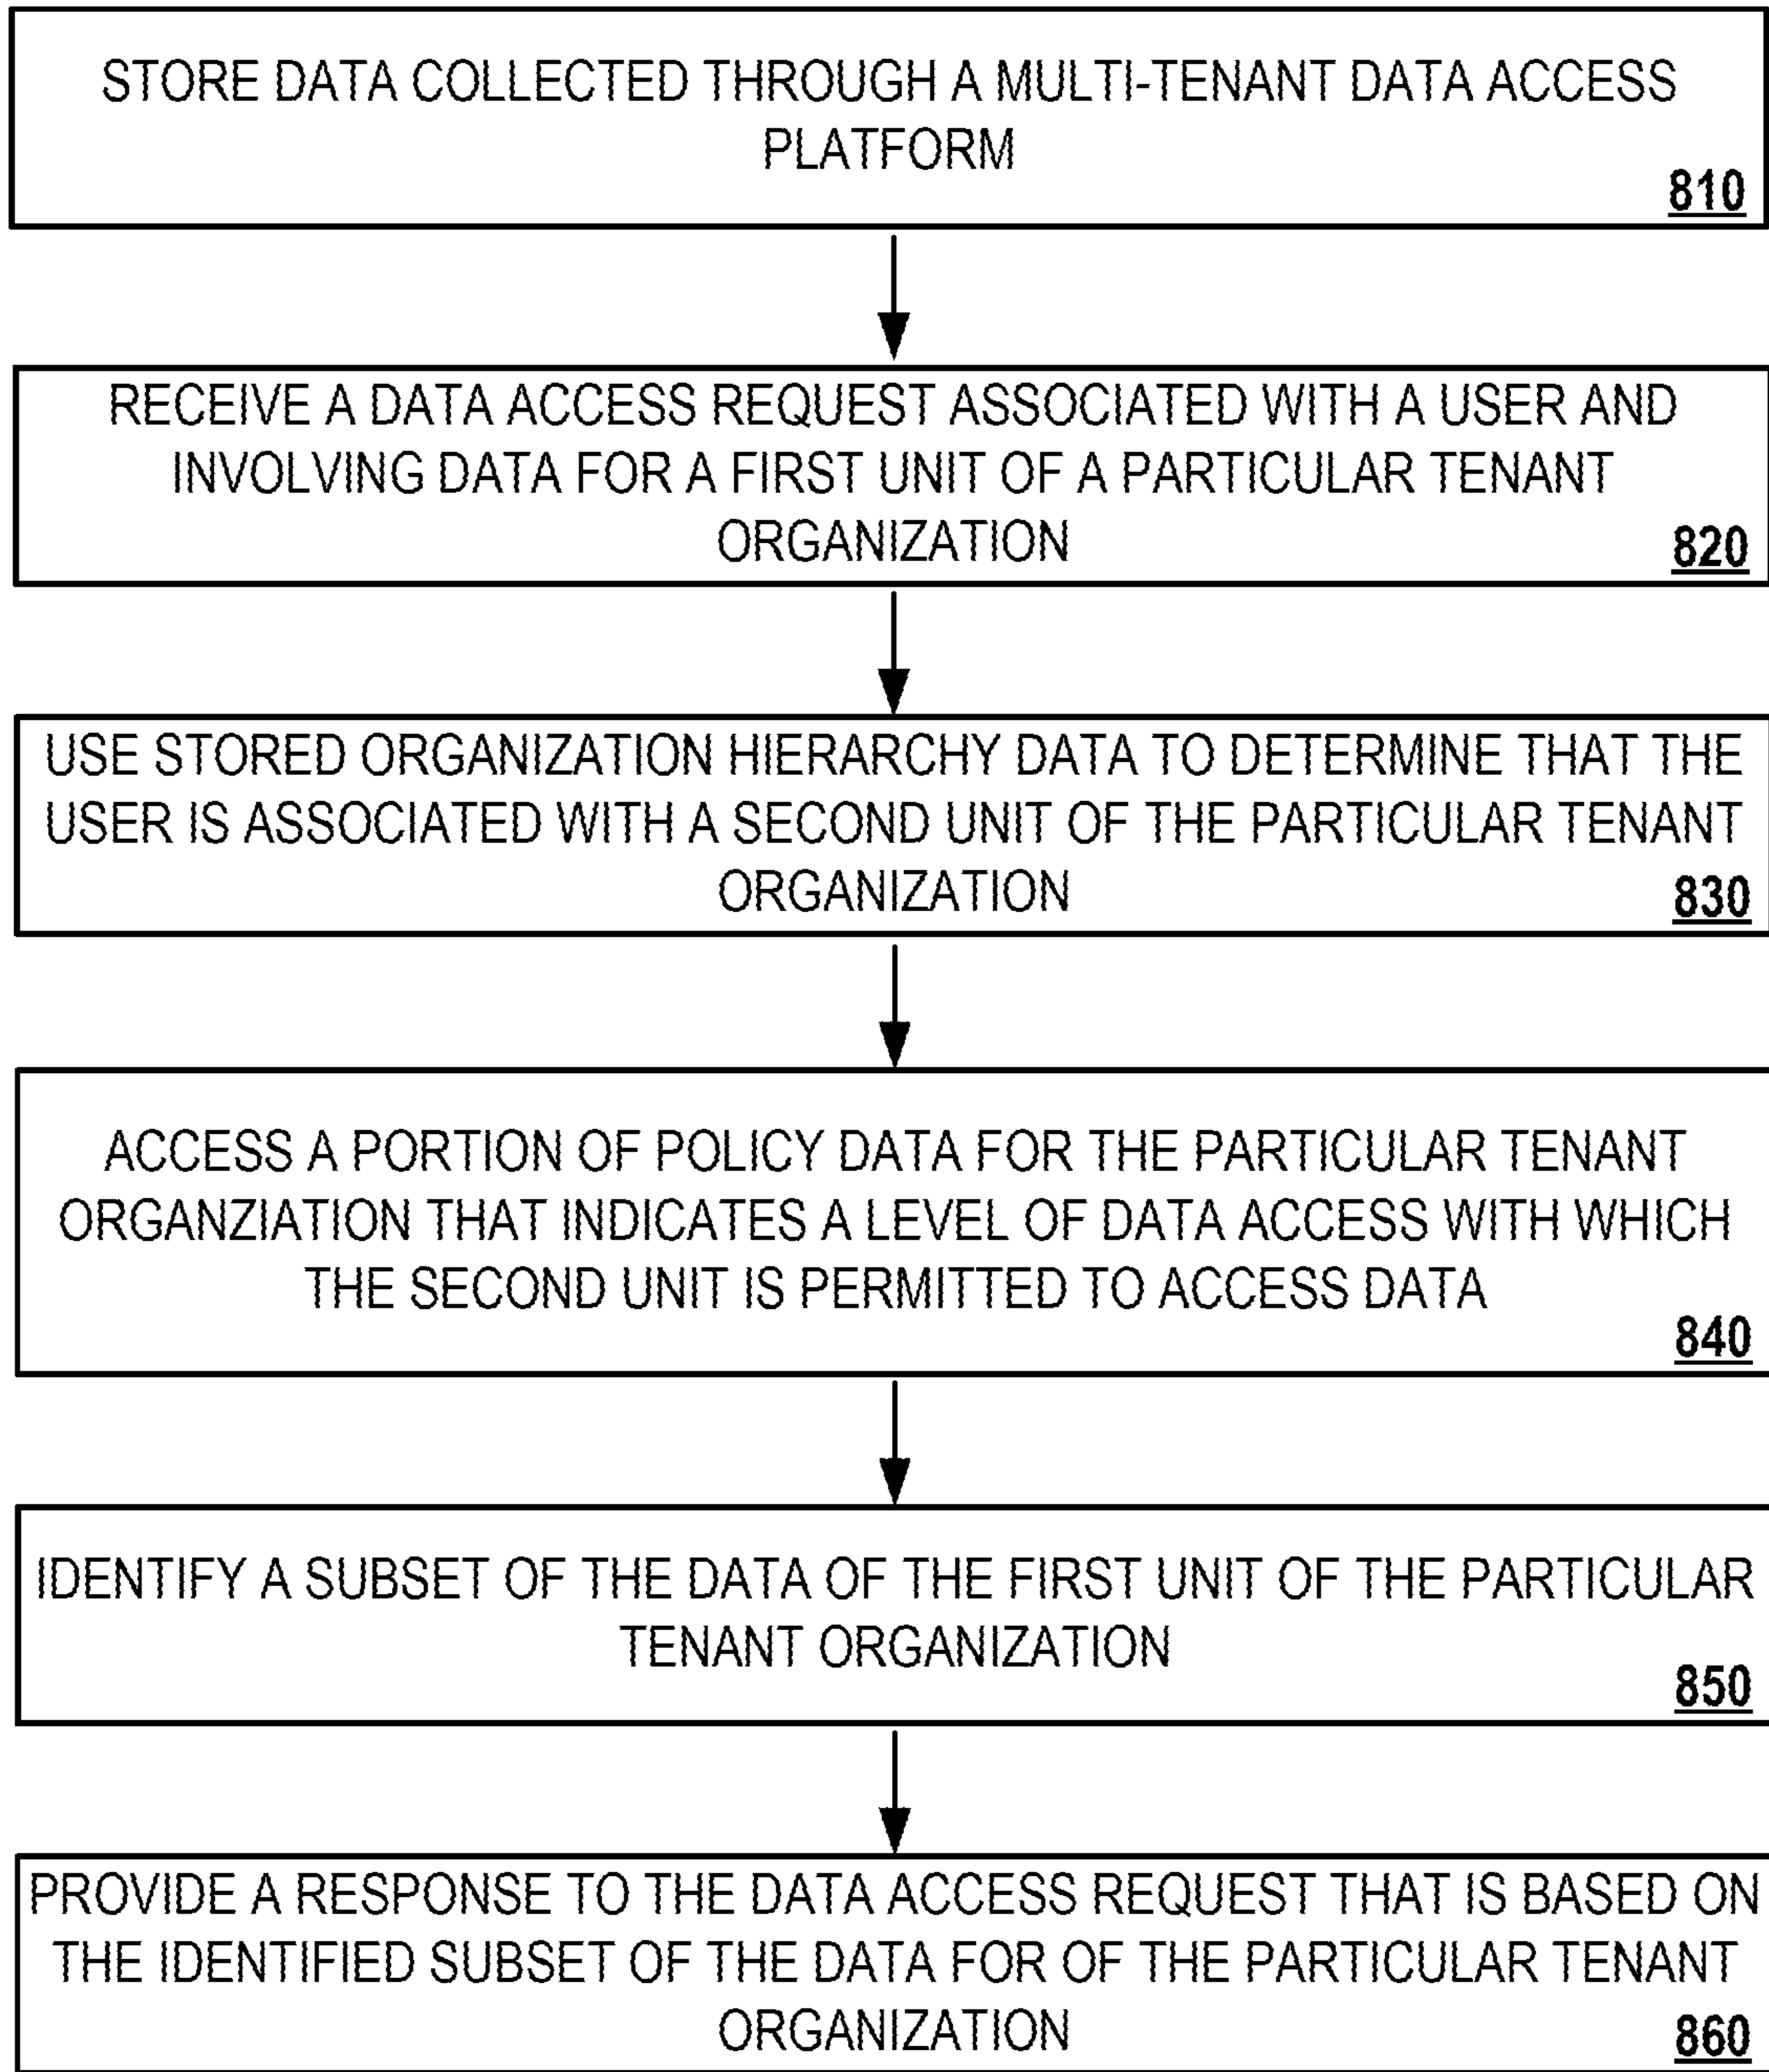 STORE DATA COLLECTED THROUGH A MULTI-TENANT DATA ACCESS
PLATFORM
810
RECEIVE A DATA ACCESS REQUEST ASSOCIATED WITH A USER AND
INVOLVING DATA FOR A FIRST UNIT OF A PARTICULAR TENANT
ORGANIZATION
820
USE STORED ORGANIZATION HIERARCHY DATA TO DETERMINE THAT THE
USER IS ASSOCIATED WITH A SECOND UNIT OF THE PARTICULAR TENANT
ORGANIZATION
830
ACCESS A PORTION OF POLICY DATA FOR THE PARTICULAR TENANT
ORGANZIATION THAT INDICATES A LEVEL OF DATA ACCESS WITH WHICH
THE SECOND UNIT IS PERMITTED TO ACCESS DATA
840
IDENTIFY A SUBSET OF THE DATA OF THE FIRST UNIT OF THE PARTICULAR
TENANT ORGANIZATION
850
PROVIDE A RESPONSE TO THE DATA ACCESS REQUEST THAT IS BASED ON
THE IDENTIFIED SUBSET OF THE DATA FOR OF THE PARTICULAR TENANT
ORGANIZATION
860